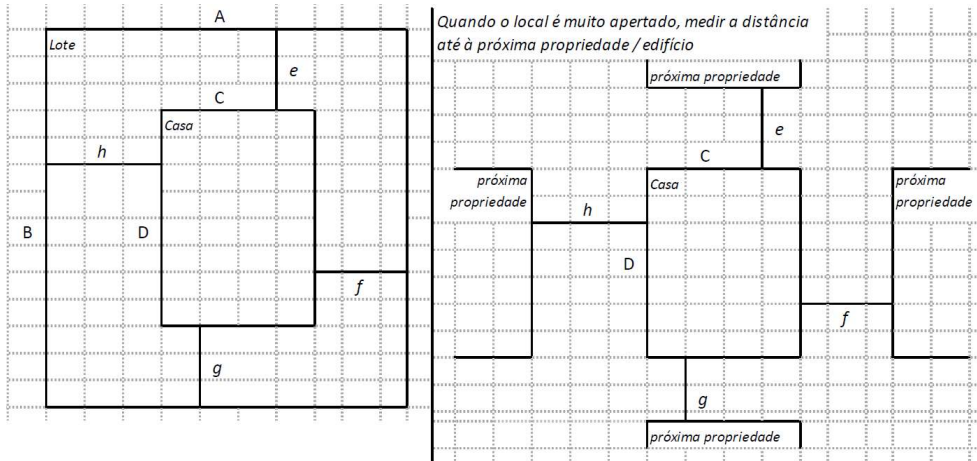 A
Lote
e
C
Casa
h
B
D
f
g
Quando o local é muito apertado, medir a distância
até à próxima propriedade / edifício
próxima propriedade
e
C
próxima
propriedade
Casa
próxima
propriedade
h
D
f
g
próxima propriedade